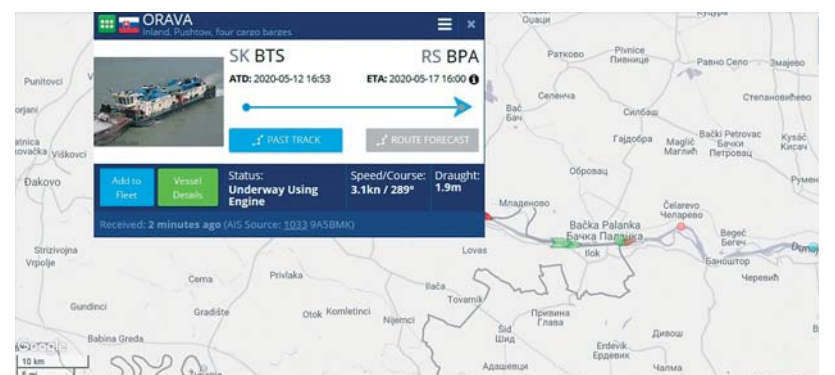 ORAVA
Inland, Pushtow, four cargo barges
SK BTS
RS BPA
ATD: 2020-05-12 16:53
ETA: 2020-05-17 16:00
PAST TRACK
ROUTE FORECAST
Add to
Fleet
Vessel
Details
Status:
Underway Using
Engine
Speed/Course:
3.1kn / 289°
Draught:
1.9m
Received: 2 minutes ago (AIS Source: 1033 9A5BMK)
Оџаци
Ратково
Pivnice
Пивнице
Равно Село
Змајево
Punitovci
Селенча
Степановићево
Силбаш
Bač
Бач
Гајдобра
Maglić
Маглић
Bački Petrovac
Бачки
Петровац
Kysáč
Кисач
Viškovci
Đakovo
Обровац
Младеново
Čelarevo
Челарево
Bačka Palanka
Бачка Паланка
Ilok
Begeč
Бегеч
Баноштор
Черевић
Strizivojna
Vrpolje
Lovas
Cerna
Privlaka
Ilača
Tovarnik
Gundinci
Gradište
Otok
Komletinci
Nijemci
Привина
Глава
Šid
Шид
Erdevik
Ердевик
Дивош
Babina Greda
Адашевци
Чалма
Google
10 km
5 mi